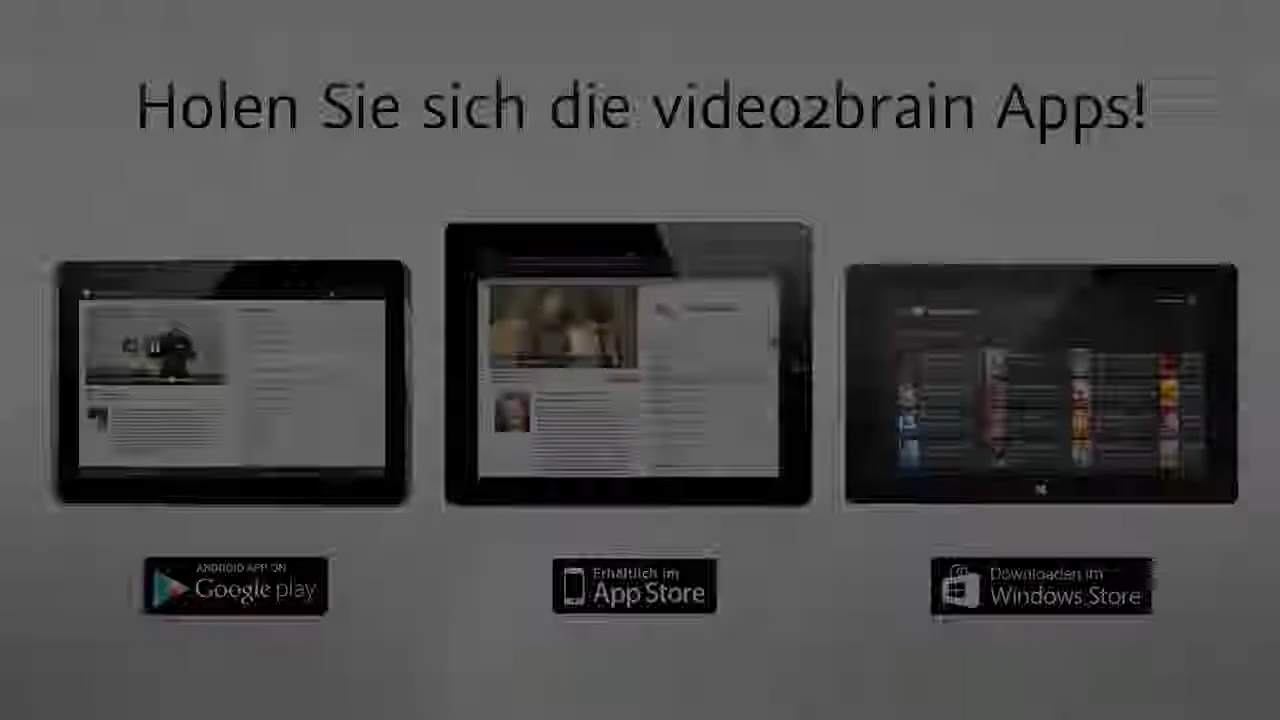 Holen Sie sich die video2brain Apps!
ANDROID APP ON
Google play
Erhältlich im
App Store
Downloaden im
Windows Store